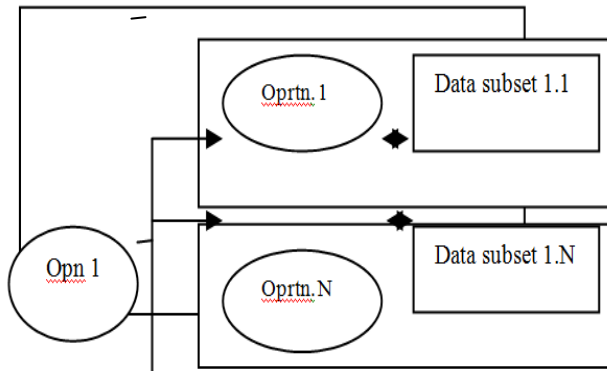 Oprtn. 1
Data subset 1.1
Opn 1
Data subset 1.N
Oprtn. N